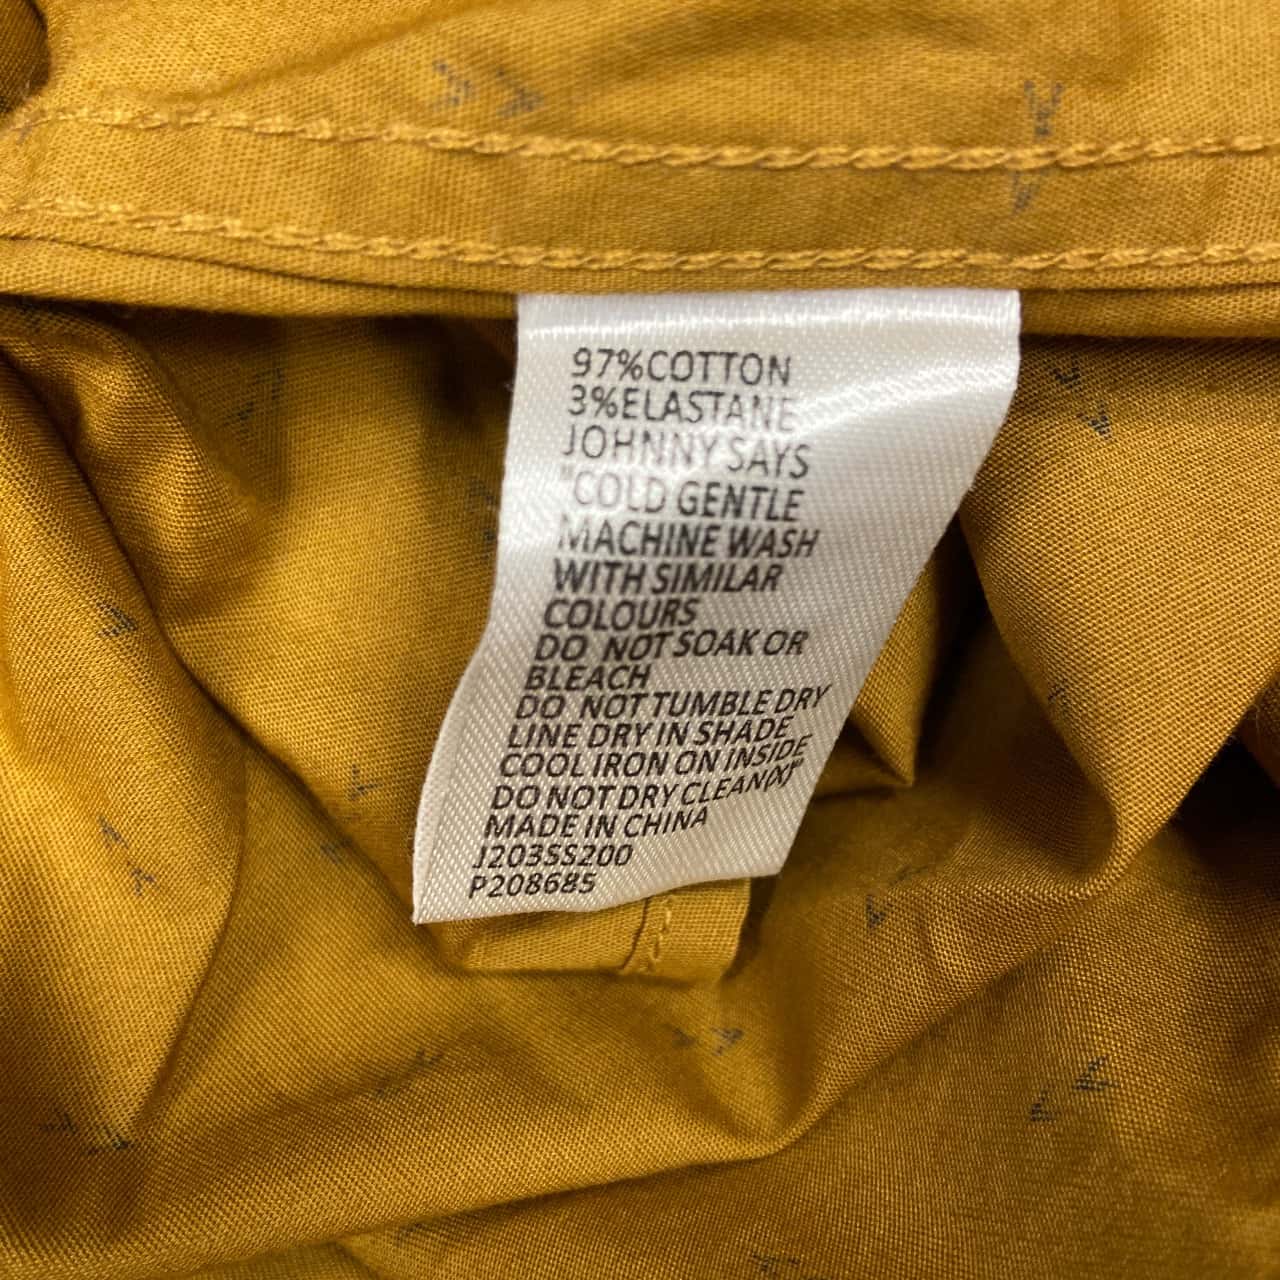 97%COTTON
3%ELASTANE
JOHNNY SAYS
"COLD GENTLE
MACHINE WASH
WITH SIMILAR
COLOURS
DO NOT SOAK OR
BLEACH
DO NOT TUMBLE DRY
LINE DRY IN SHADE
COOL IRON ON INSIDE
DO NOT DRY CLEAN(X)"
MADE IN CHINA
J203SS200
P208685